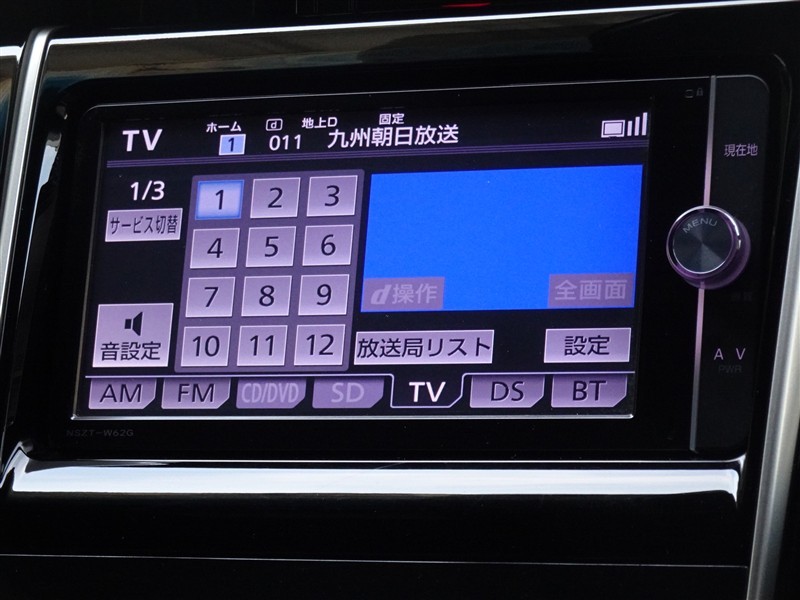 TV ホーム 1 d 011 地上D 固定 九州朝日放送
1/3
サービス切替
1 2 3
4 5 6
7 8 9
10 11 12
d操作 全画面
音設定
放送局リスト 設定
AM FM CD/DVD SD TV DS BT
NSZT-W62G
現在地
MENU
A V
PWR